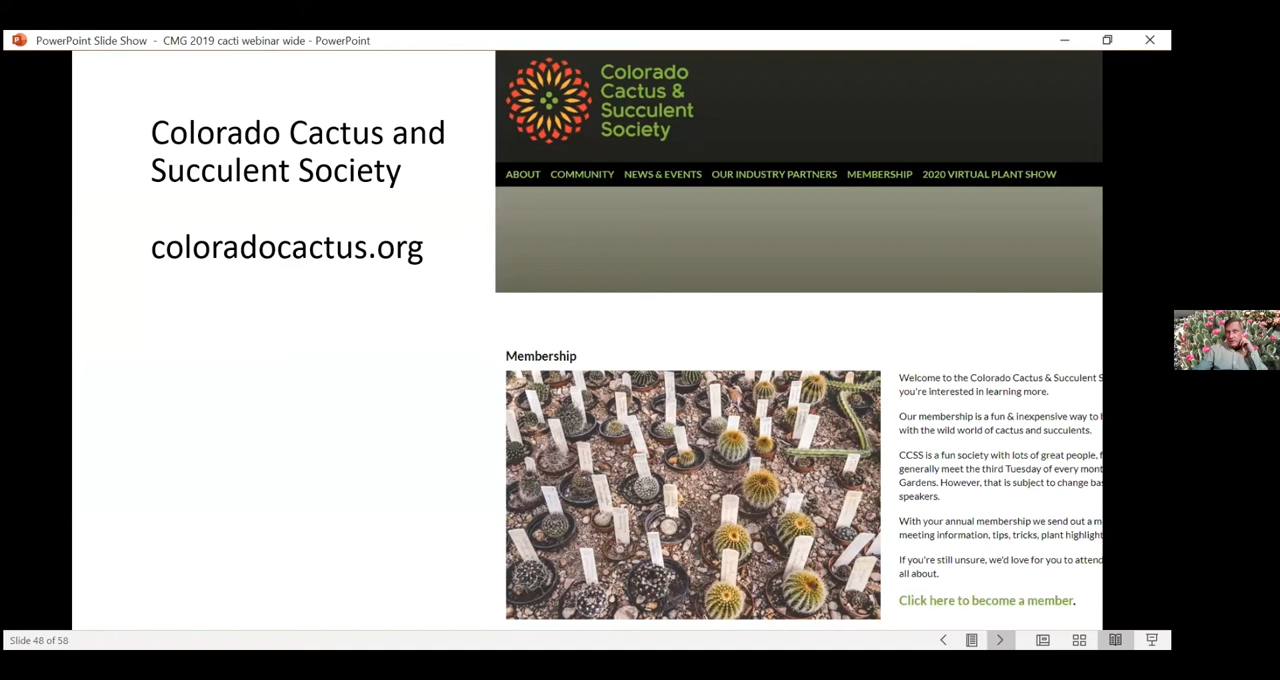 PowerPoint Slide Show - CMG 2019 cacti webinar wide - PowerPoint
Colorado Cactus and
Succulent Society
coloradocactus.org
Colorado
Cactus &
Succulent
Society
ABOUT COMMUNITY NEWS & EVENTS OUR INDUSTRY PARTNERS MEMBERSHIP 2020 VIRTUAL PLANT SHOW
Membership
Welcome to the Colorado Cactus & Succulent S
you're interested in learning more.
Our membership is a fun & inexpensive way to
with the wild world of cactus and succulents.
CCSS is a fun society with lots of great people, f
generally meet the third Tuesday of every mont
Gardens. However, that is subject to change ba
speakers.
With your annual membership we send out a m
meeting information, tips, tricks, plant highlight
If you're still unsure, we'd love for you to attend
all about.
Click here to become a member.
Slide 48 of 58